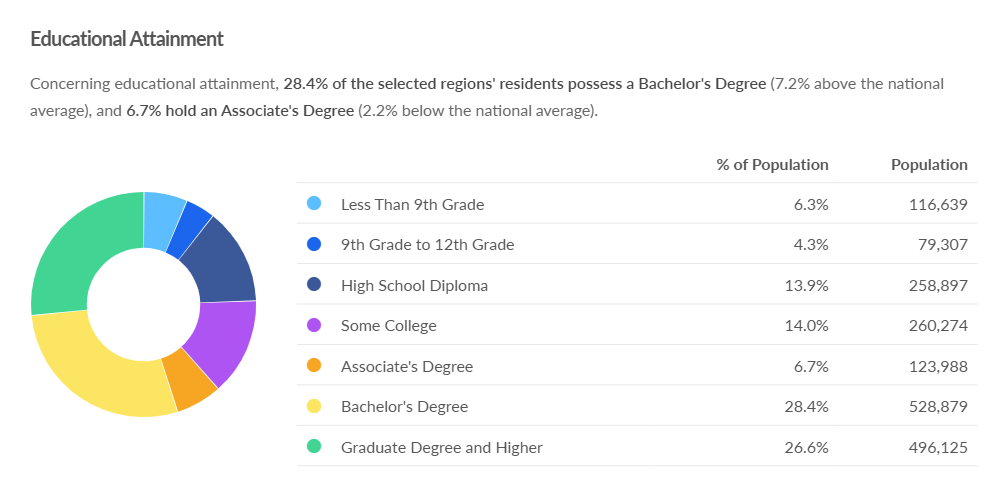 Educational Attainment
Concerning educational attainment, 28.4% of the selected regions' residents possess a Bachelor's Degree (7.2% above the national
average), and 6.7% hold an Associate's Degree (2.2% below the national average).
% of Population Population
Less Than 9th Grade 6.3% 116,639
9th Grade to 12th Grade 4.3% 79,307
High School Diploma 13.9% 258,897
Some College 14.0% 260,274
Associate's Degree 6.7% 123,988
Bachelor's Degree 28.4% 528,879
Graduate Degree and Higher 26.6% 496,125